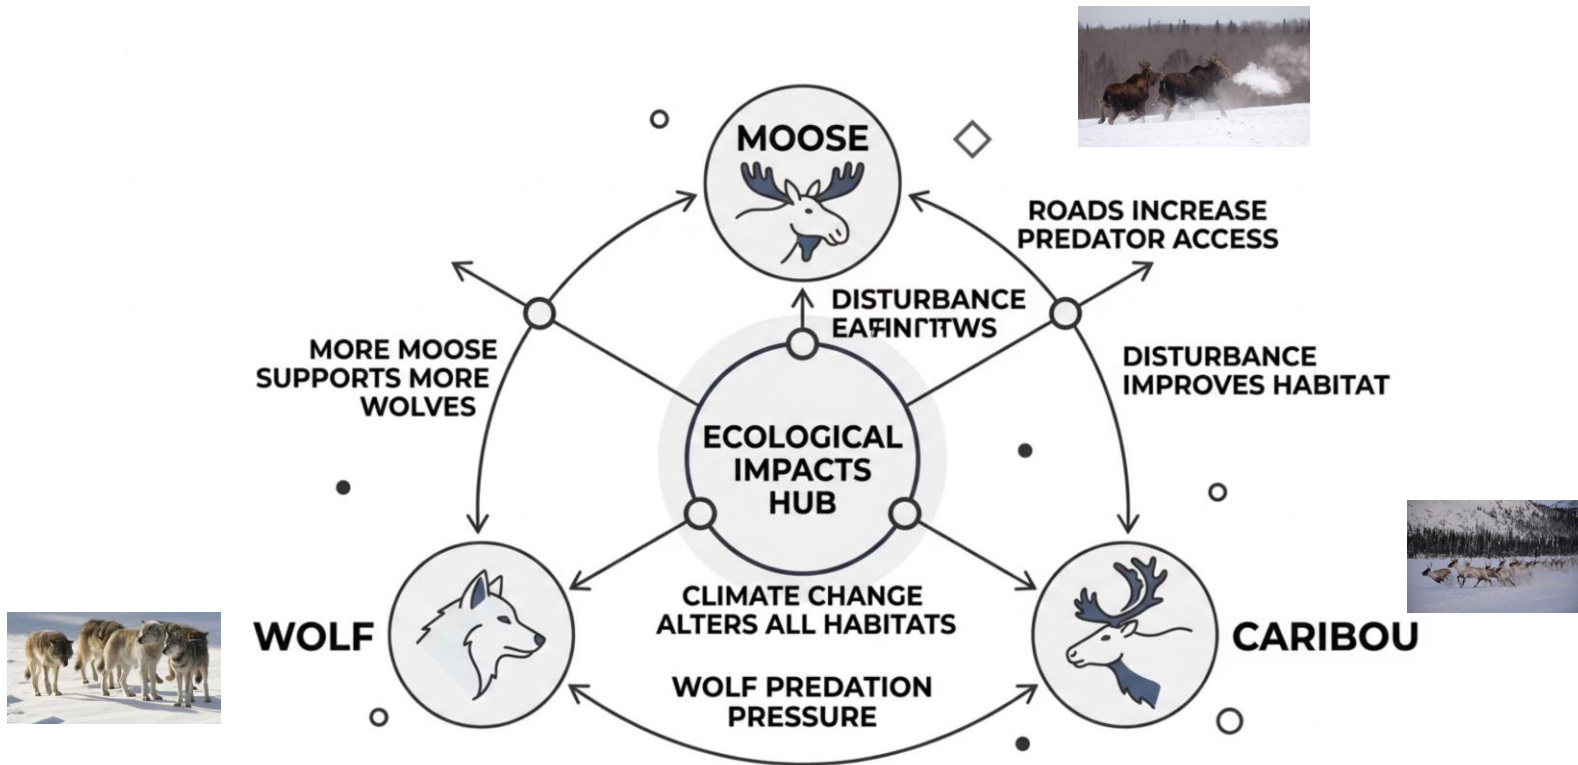 MOOSE
ROADS INCREASE
PREDATOR ACCESS
DISTURBANCE
MORE MOOSE
SUPPORTS MORE
WOLVES
DISTURBANCE
IMPROVES HABITAT
ECOLOGICAL
IMPACTS
HUB
CLIMATE CHANGE
ALTERS ALL HABITATS
WOLF
CARIBOU
WOLF PREDATION
PRESSURE